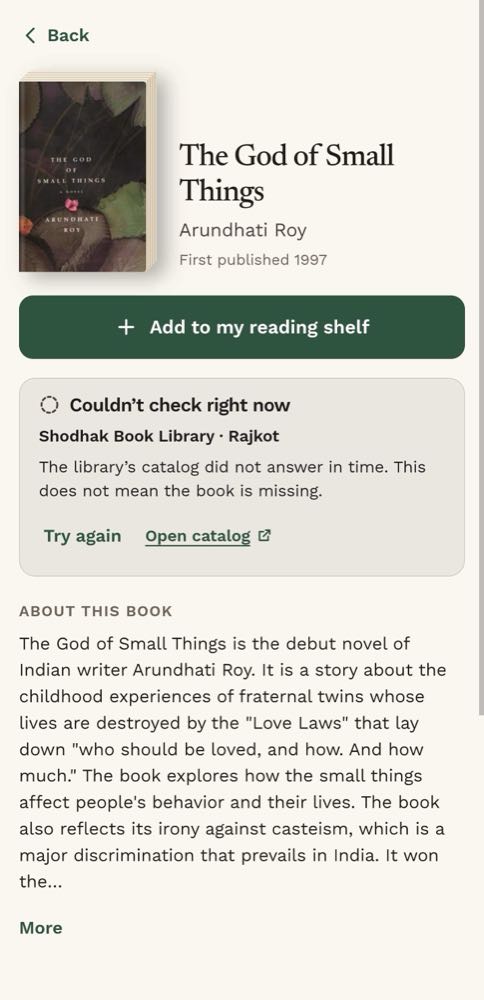 Back
THE GOD
OF
SMALL THINGS
A NOVEL
ARUNDHATI
ROY
The God of Small
Things
Arundhati Roy
First published 1997
+ Add to my reading shelf
Couldn’t check right now
Shodhak Book Library · Rajkot
The library’s catalog did not answer in time. This
does not mean the book is missing.
Try again Open catalog
ABOUT THIS BOOK
The God of Small Things is the debut novel of
Indian writer Arundhati Roy. It is a story about the
childhood experiences of fraternal twins whose
lives are destroyed by the "Love Laws" that lay
down "who should be loved, and how. And how
much." The book explores how the small things
affect people's behavior and their lives. The book
also reflects its irony against casteism, which is a
major discrimination that prevails in India. It won
the...
More